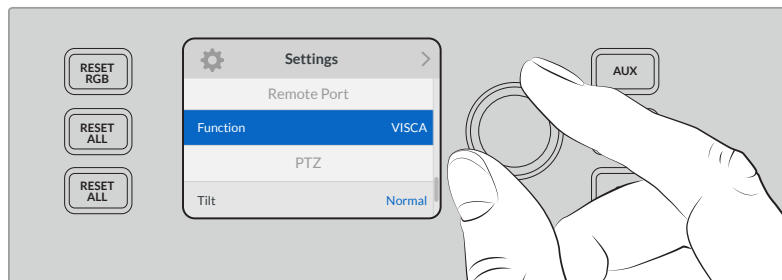 RESET
RGB
RESET
ALL
RESET
ALL
Settings
Remote Port
Function VISCA
PTZ
Tilt Normal
AUX